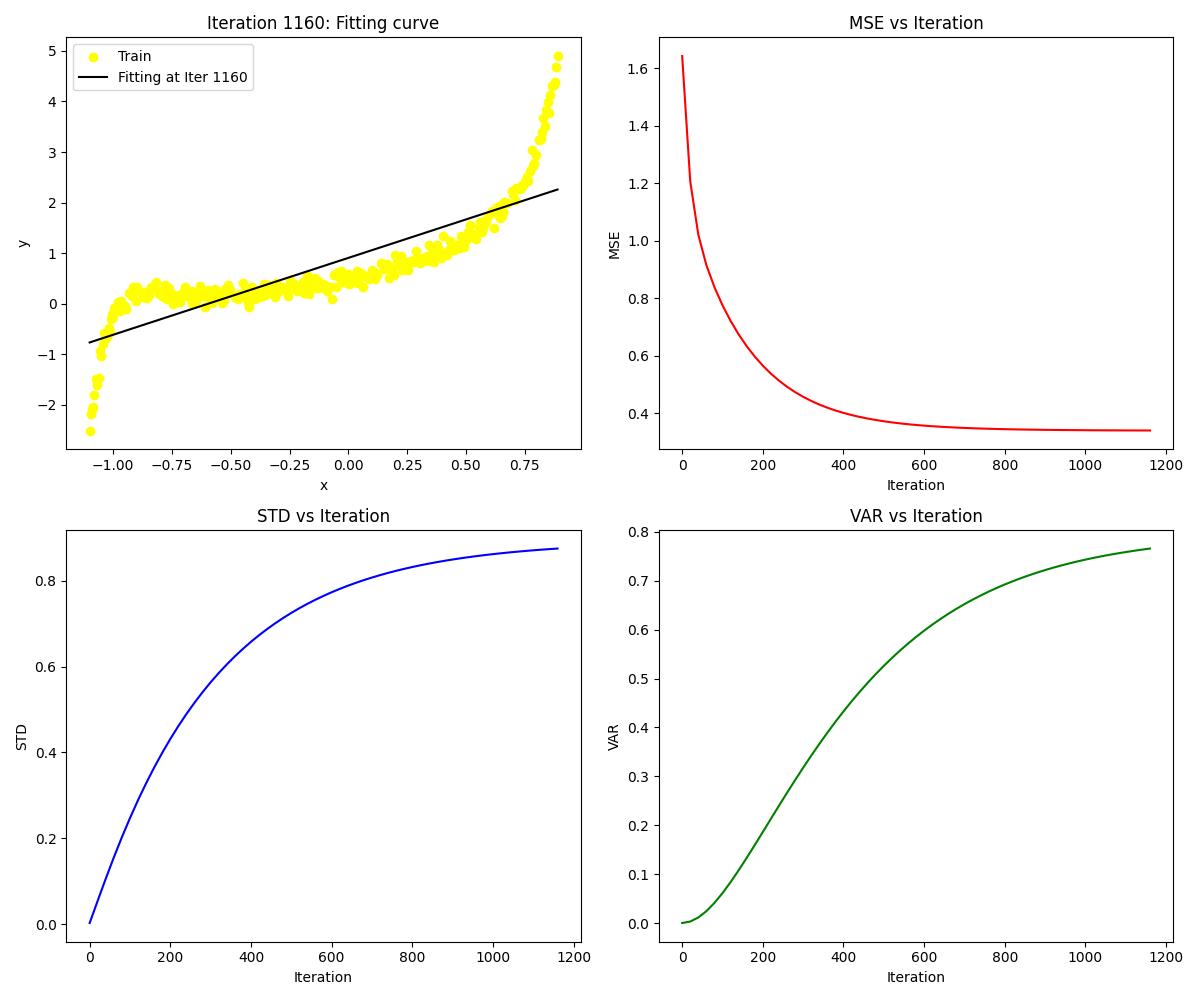 Iteration 1160: Fitting curve
Train
Fitting at Iter 1160
5
4
3
2
1
0
−1
−2
y
−1.00 −0.75 −0.50 −0.25 0.00 0.25 0.50 0.75
x
MSE vs Iteration
1.6
1.4
1.2
1.0
0.8
0.6
0.4
MSE
0 200 400 600 800 1000 1200
Iteration
STD vs Iteration
0.8
0.6
0.4
0.2
0.0
STD
0 200 400 600 800 1000 1200
Iteration
VAR vs Iteration
0.8
0.7
0.6
0.5
0.4
0.3
0.2
0.1
0.0
VAR
0 200 400 600 800 1000 1200
Iteration